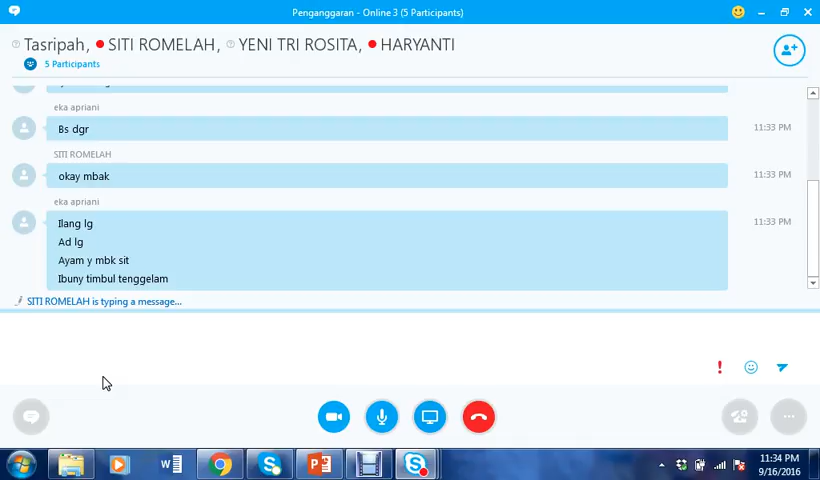 Penganggaran - Online 3 (5 Participants)
Tasripah, SITI ROMELAH, YENI TRI ROSITA, HARYANTI
5 Participants
eka apriani
Bs dgr
11:33 PM
SITI ROMELAH
okay mbak
11:33 PM
eka apriani
Ilang lg
11:33 PM
Ad lg
Ayam y mbk sit
Ibuny timbul tenggelam
SITI ROMELAH is typing a message...
11:34 PM
9/16/2016